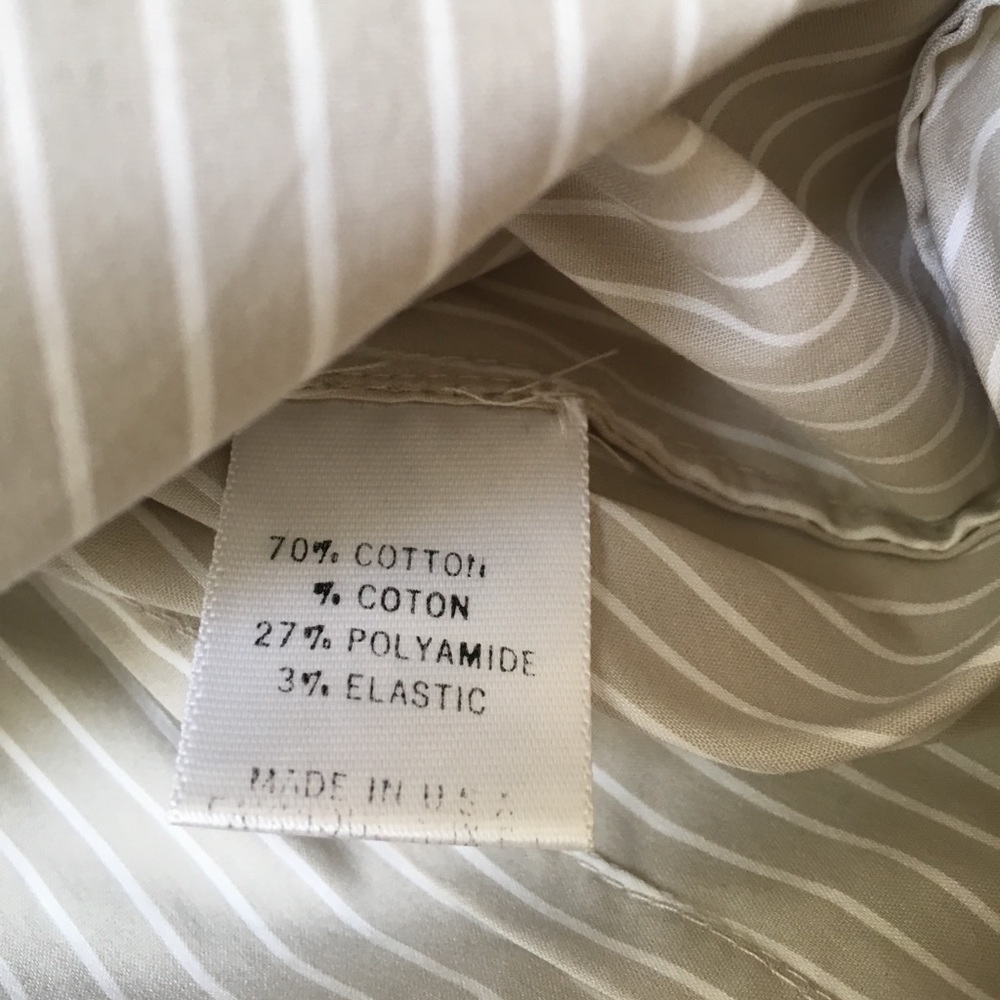 70% COTTON
% COTON
27% POLYAMIDE
3% ELASTIC
MADE IN U.S.A